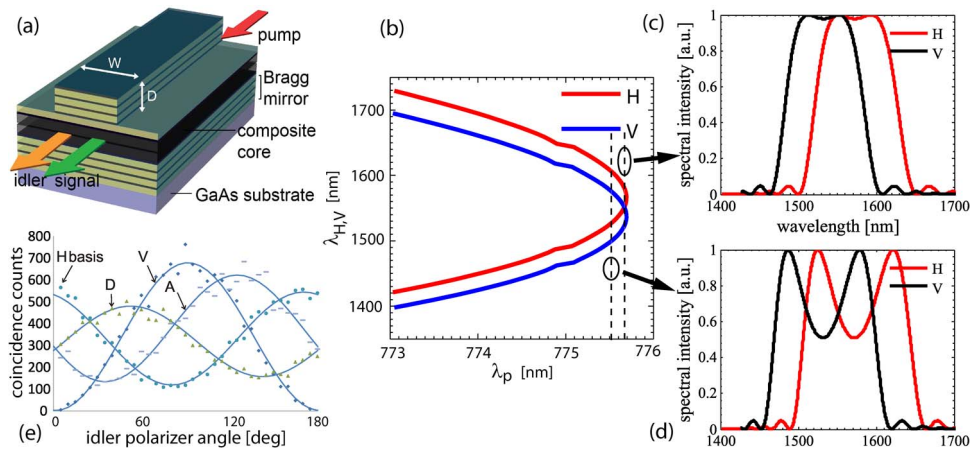 (a)
pump
W
D
Bragg
mirror
composite
core
idler signal
GaAs substrate
(b)
H
V
1700
1600
1500
1400
λH,V [nm]
773 774 775 776
λp [nm]
(c)
H
V
spectral intensity [a.u.]
1
0.8
0.6
0.4
0.2
0
1400 1500 1600 1700
wavelength [nm]
(d)
H
V
spectral intensity [a.u.]
1
0.8
0.6
0.4
0.2
0
1400 1500 1600 1700
(e)
800
700
600
500
400
300
200
100
0
coincidence counts
H basis
D
V
A
0 60 120 180
idler polarizer angle [deg]